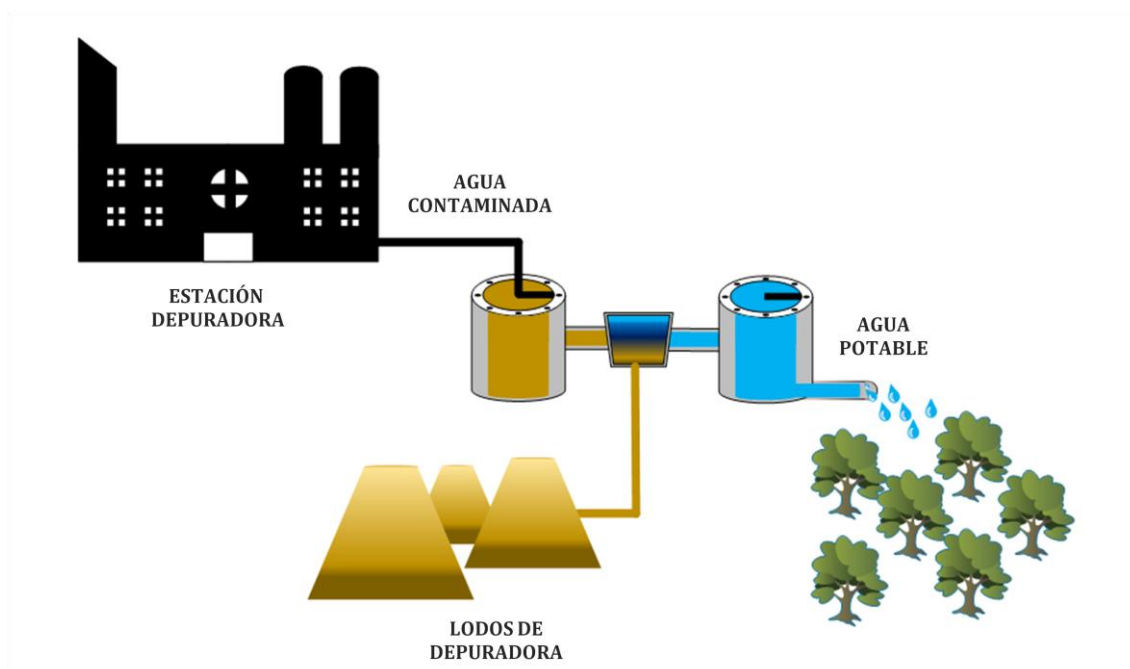 AGUA
CONTAMINADA
ESTACIÓN
DEPURADORA
AGUA
POTABLE
LODOS DE
DEPURADORA